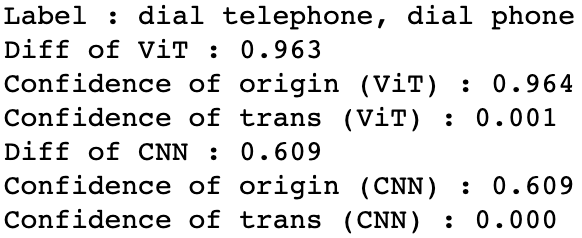 Label : dial telephone, dial phone
Diff of ViT : 0.963
Confidence of origin (ViT) : 0.964
Confidence of trans (ViT) : 0.001
Diff of CNN : 0.609
Confidence of origin (CNN) : 0.609
Confidence of trans (CNN) : 0.000